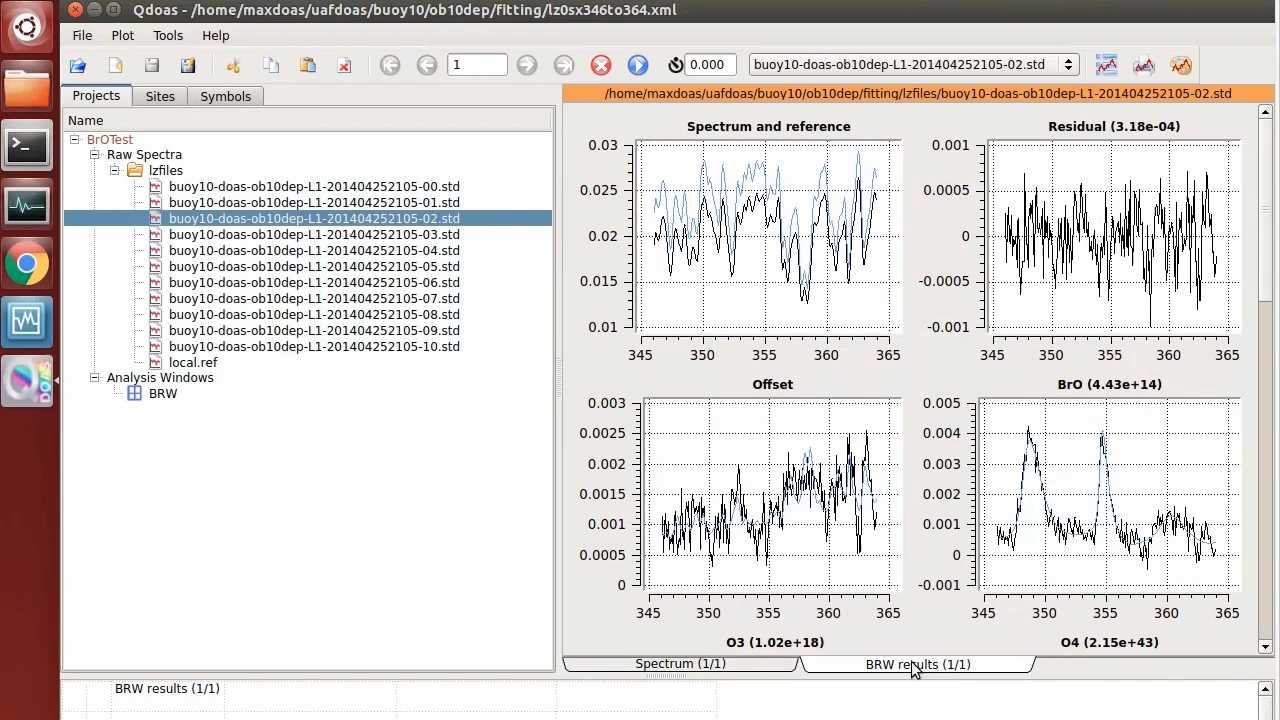 Qdoas - /home/maxdoas/uafdoas/buoy10/ob10dep/fitting/lz0sx346to364.xml
File Plot Tools Help
1 0.000 buoy10-doas-ob10dep-L1-201404252105-02.std
Projects Sites Symbols
/home/maxdoas/uafdoas/buoy10/ob10dep/fitting/lzfiles/buoy10-doas-ob10dep-L1-201404252105-02.std
Name
BrOTest
Raw Spectra
lzfiles
buoy10-doas-ob10dep-L1-201404252105-00.std
buoy10-doas-ob10dep-L1-201404252105-01.std
buoy10-doas-ob10dep-L1-201404252105-02.std
buoy10-doas-ob10dep-L1-201404252105-03.std
buoy10-doas-ob10dep-L1-201404252105-04.std
buoy10-doas-ob10dep-L1-201404252105-05.std
buoy10-doas-ob10dep-L1-201404252105-06.std
buoy10-doas-ob10dep-L1-201404252105-07.std
buoy10-doas-ob10dep-L1-201404252105-08.std
buoy10-doas-ob10dep-L1-201404252105-09.std
buoy10-doas-ob10dep-L1-201404252105-10.std
local.ref
Analysis Windows
BRW
Spectrum and reference
0.03
0.025
0.02
0.015
0.01
345 350 355 360 365
Residual (3.18e-04)
0.001
0.0005
0
-0.0005
-0.001
345 350 355 360 365
Offset
0.003
0.0025
0.002
0.0015
0.001
0.0005
0
345 350 355 360 365
BrO (4.43e+14)
0.005
0.004
0.003
0.002
0.001
0
-0.001
345 350 355 360 365
O3 (1.02e+18)
O4 (2.15e+43)
Spectrum (1/1) BRW results (1/1)
BRW results (1/1)